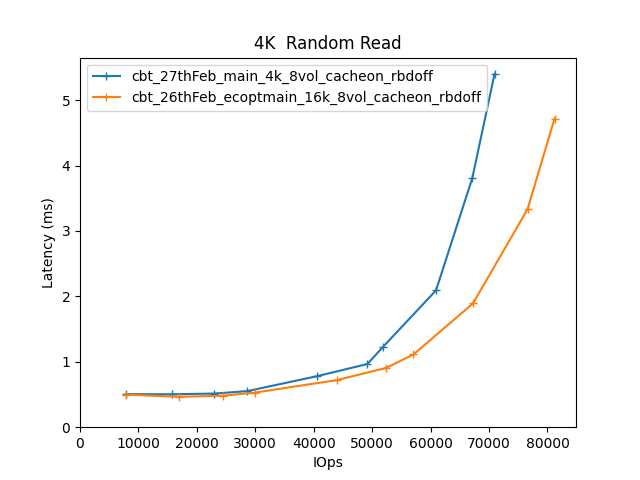 4K  Random Read
cbt_27thFeb_main_4k_8vol_cacheon_rbdoff
cbt_26thFeb_ecoptmain_16k_8vol_cacheon_rbdoff
Latency (ms)
5
4
3
2
1
0
0 10000 20000 30000 40000 50000 60000 70000 80000
IOps